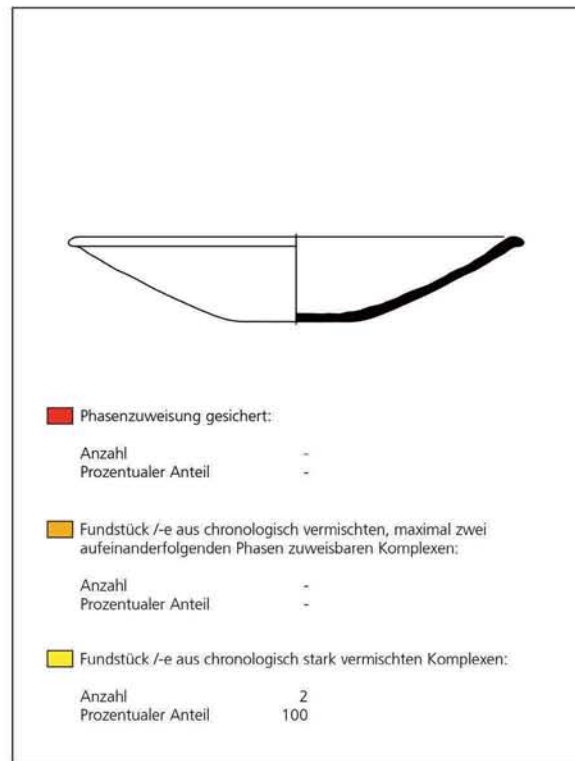 Phasenzuweisung gesichert:
Anzahl -
Prozentualer Anteil -
Fundstück /-e aus chronologisch vermischten, maximal zwei
aufeinanderfolgenden Phasen zuweisbaren Komplexen:
Anzahl -
Prozentualer Anteil -
Fundstück /-e aus chronologisch stark vermischten Komplexen:
Anzahl 2
Prozentualer Anteil 100